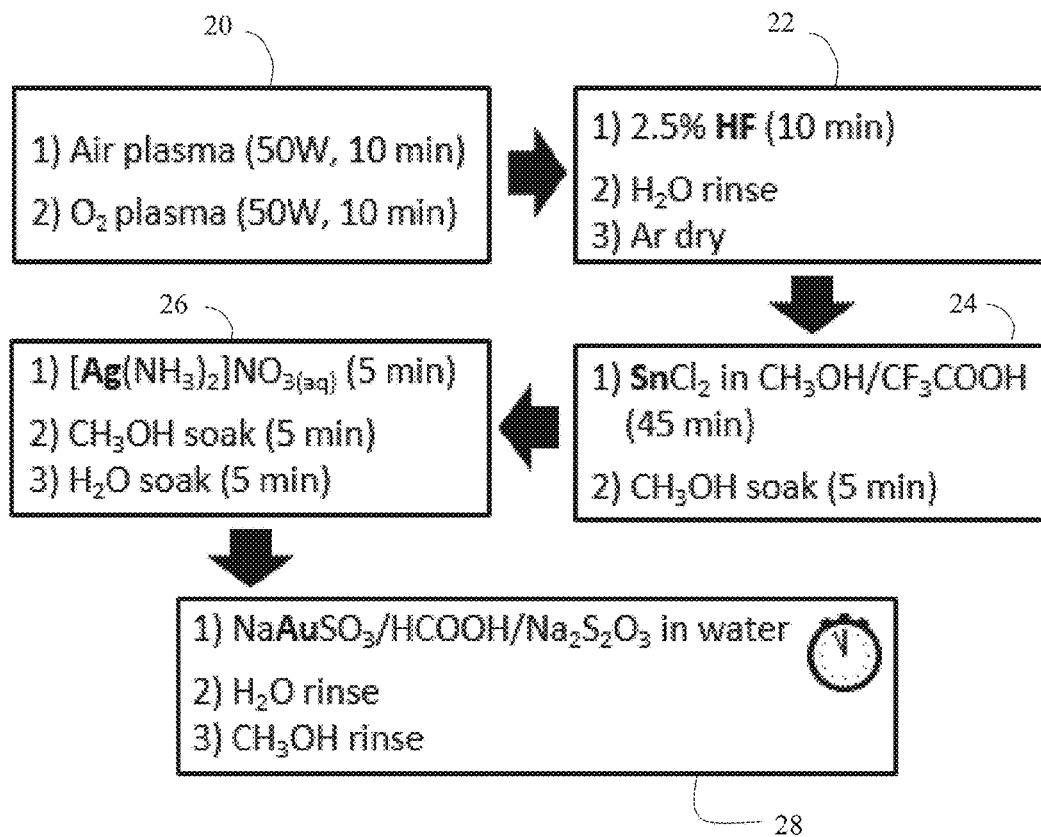 20
1) Air plasma (50W, 10 min)
2) O₂ plasma (50W, 10 min)
22
1) 2.5% HF (10 min)
2) H₂O rinse
3) Ar dry
24
1) SnCl₂ in CH₃OH/CF₃COOH
(45 min)
2) CH₃OH soak (5 min)
26
1) [Ag(NH₃)₂]NO₃(aq) (5 min)
2) CH₃OH soak (5 min)
3) H₂O soak (5 min)
1) NaAuSO₃/HCOOH/Na₂S₂O₃ in water
2) H₂O rinse
3) CH₃OH rinse
28